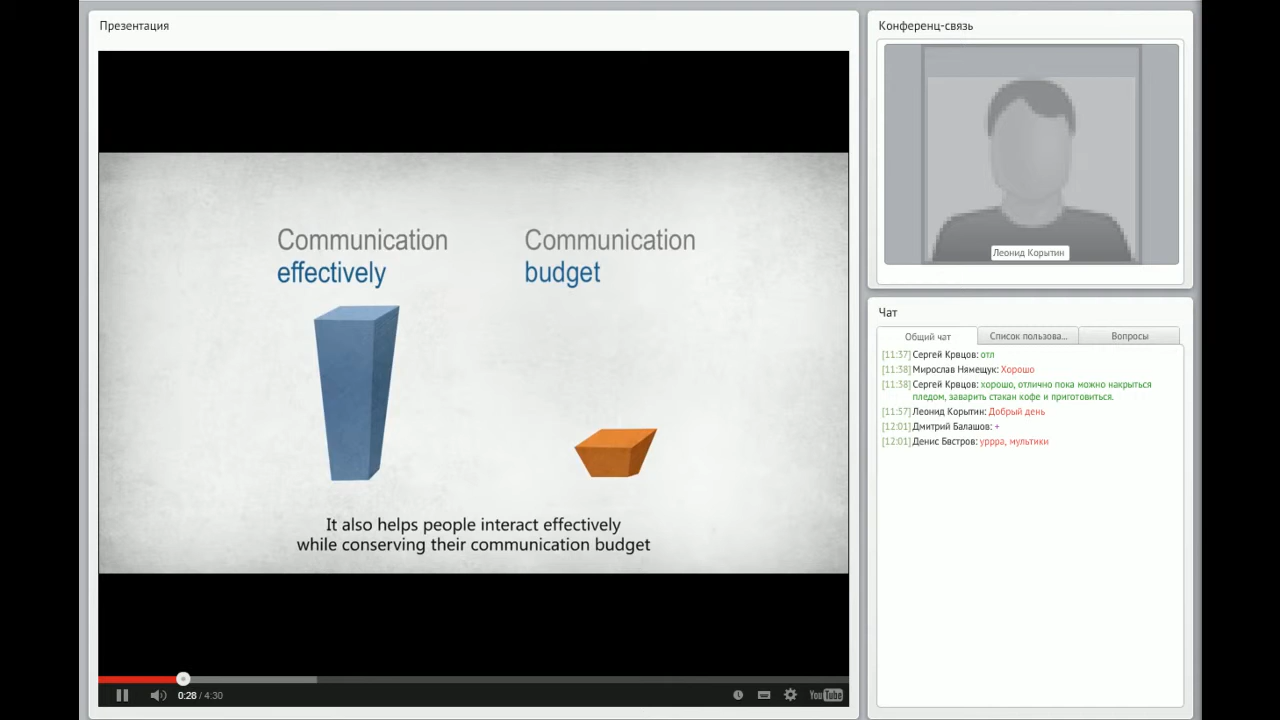 Презентация
Communication
effectively
Communication
budget
It also helps people interact effectively
while conserving their communication budget
0:28 / 4:30
YouTube
Конференц-связь
Леонид Корытин
Чат
Общий чат
Список пользова...
Вопросы
[11:37] Сергей Крвцов: отл
[11:38] Мирослав Нямещук: Хорошо
[11:38] Сергей Крвцов: хорошо, отлично пока можно накрыться
пледом, заварить стакан кофе и приготовиться.
[11:57] Леонид Корытин: Добрый день
[12:01] Дмитрий Балашов: +
[12:01] Денис Бвстров: уррра, мультики